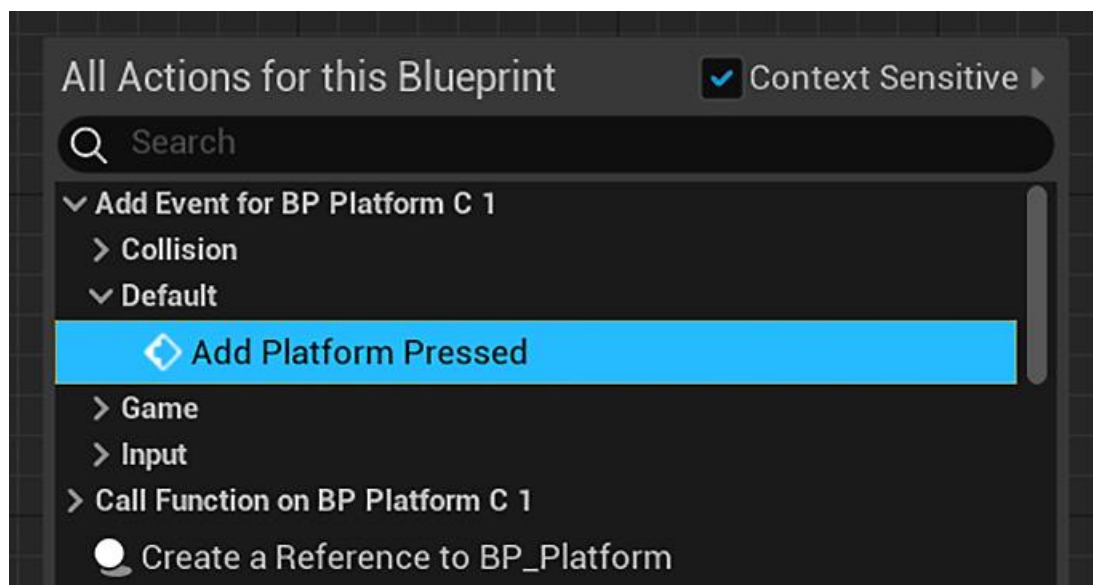 All Actions for this Blueprint Context Sensitive
Search
Add Event for BP Platform C 1
Collision
Default
Add Platform Pressed
Game
Input
Call Function on BP Platform C 1
Create a Reference to BP_Platform